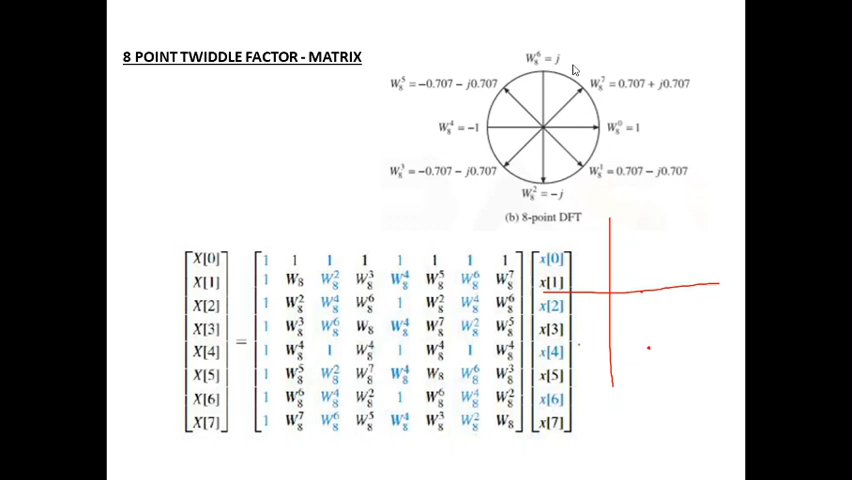 8 POINT TWIDDLE FACTOR - MATRIX
W₈⁶ = j
W₈⁵ = −0.707 − j0.707
W₈⁷ = 0.707 + j0.707
W₈⁴ = −1
W₈⁰ = 1
W₈³ = −0.707 − j0.707
W₈¹ = 0.707 − j0.707
W₈² = −j
(b) 8-point DFT
X[0] 1 1 1 1 1 1 1 1 x[0]
X[1] 1 W₈ W₈² W₈³ W₈⁴ W₈⁵ W₈⁶ W₈⁷ x[1]
X[2] 1 W₈² W₈⁴ W₈⁶ 1 W₈² W₈⁴ W₈⁶ x[2]
X[3] 1 W₈³ W₈⁶ W₈ W₈⁴ W₈⁷ W₈² W₈⁵ x[3]
X[4] = 1 W₈⁴ 1 W₈⁴ 1 W₈⁴ 1 W₈⁴ x[4] .
X[5] 1 W₈⁵ W₈² W₈⁷ W₈⁴ W₈ W₈⁶ W₈³ x[5]
X[6] 1 W₈⁶ W₈⁴ W₈² 1 W₈⁶ W₈⁴ W₈² x[6]
X[7] 1 W₈⁷ W₈⁶ W₈⁵ W₈⁴ W₈³ W₈² W₈ x[7]